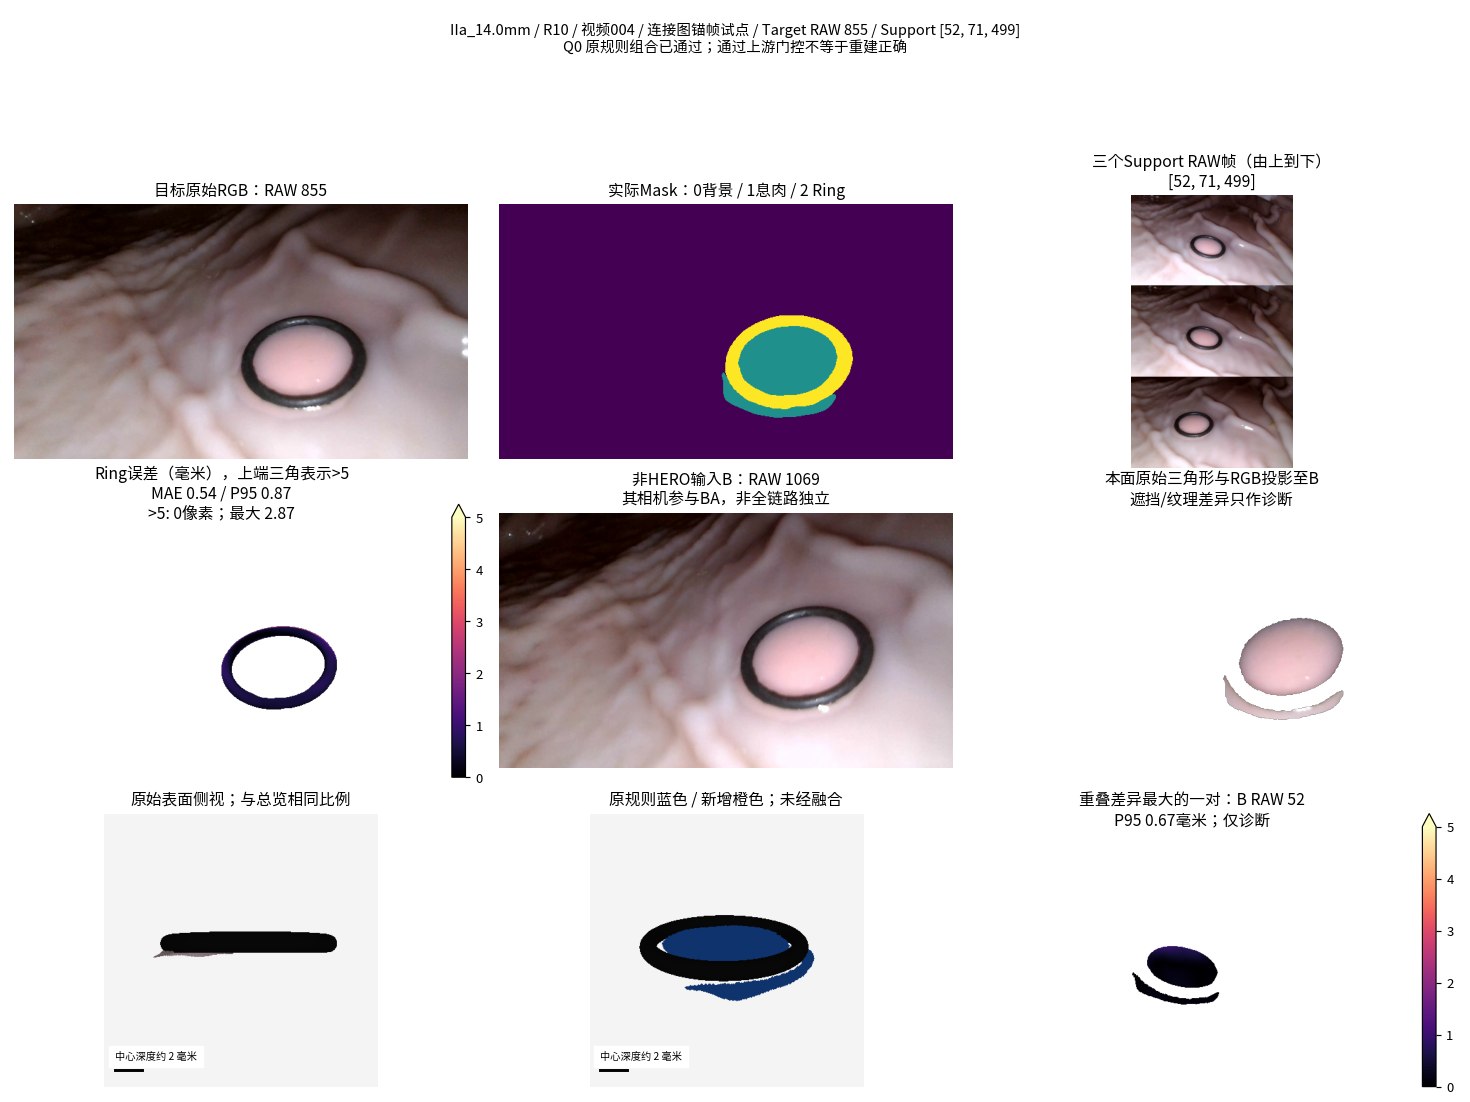 IIa_14.0mm / R10 / 视频004 / 连接图锚帧试点 / Target RAW 855 / Support [52, 71, 499]
Q0 原规则组合已通过；通过上游门控不等于重建正确
目标原始RGB：RAW 855
实际Mask：0背景 / 1息肉 / 2 Ring
三个Support RAW帧（由上到下）
[52, 71, 499]
Ring误差（毫米），上端三角表示>5
MAE 0.54 / P95 0.87
>5: 0像素；最大 2.87
5
4
3
2
1
0
非HERO输入B：RAW 1069
其相机参与BA，非全链路独立
本面原始三角形与RGB投影至B
遮挡/纹理差异只作诊断
原始表面侧视；与总览相同比例
中心深度约 2 毫米
原规则蓝色 / 新增橙色；未经融合
中心深度约 2 毫米
重叠差异最大的一对：B RAW 52
P95 0.67毫米；仅诊断
5
4
3
2
1
0